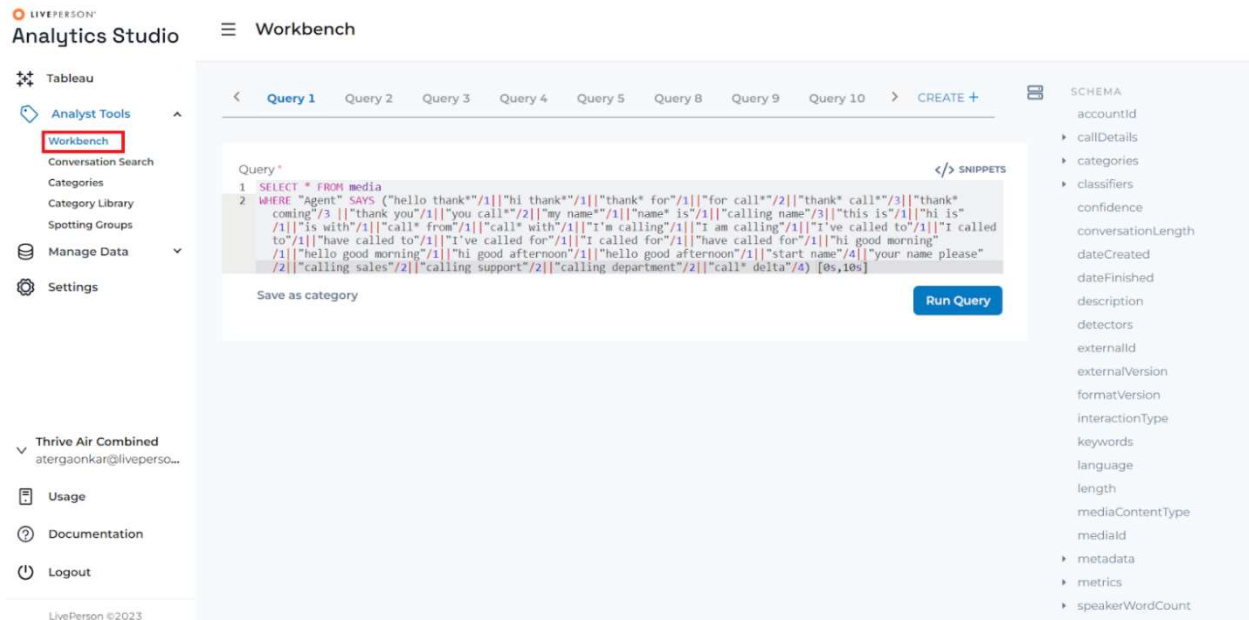 LIVEPERSON
Analytics Studio
Workbench
Tableau
Analyst Tools
Workbench
Conversation Search
Categories
Category Library
Spotting Groups
Manage Data
Settings
Thrive Air Combined
atergaonkar@liveperso...
Usage
Documentation
Logout
LivePerson ©2023
Query 1 Query 2 Query 3 Query 4 Query 5 Query 8 Query 9 Query 10 CREATE +
Query *
</> SNIPPETS
1 SELECT * FROM media
2 WHERE "Agent" SAYS ("hello thank*"/1||"hi thank*"/1||"thank* for"/1||"for call*"/2||"thank* call*"/3||"thank*
coming"/3 ||"thank you"/1||"you call*"/2||"my name*"/1||"name* is"/1||"calling name"/3||"this is"/1||"hi is"
/1||"is with"/1||"call* from"/1||"call* with"/1||"I'm calling"/1||"I am calling"/1||"I've called to"/1||"I called
to"/1||"have called to"/1||"I've called for"/1||"I called for"/1||"have called for"/1||"hi good morning"
/1||"hello good morning"/1||"hi good afternoon"/1||"hello good afternoon"/1||"start name"/4||"your name please"
/2||"calling sales"/2||"calling support"/2||"calling department"/2||"call* delta"/4) [0s,10s]
Save as category
Run Query
SCHEMA
accountId
callDetails
categories
classifiers
confidence
conversationLength
dateCreated
dateFinished
description
detectors
externalId
externalVersion
formatVersion
interactionType
keywords
language
length
mediaContentType
mediaId
metadata
metrics
speakerWordCount